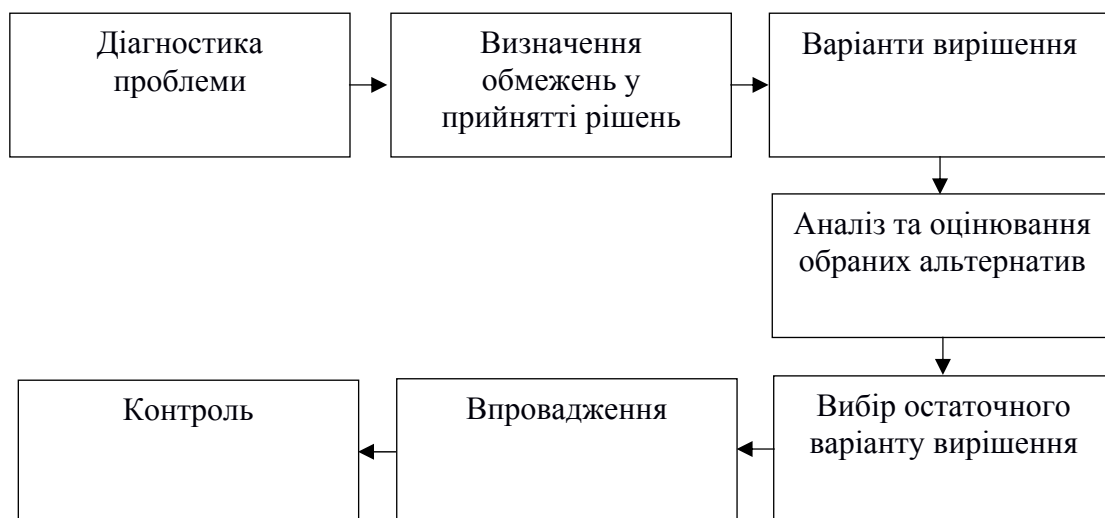 Діагностика
проблеми
Визначення
обмежень у
прийнятті рішень
Варіанти вирішення
Аналіз та оцінювання
обраних альтернатив
Вибір остаточного
варіанту вирішення
Впровадження
Контроль